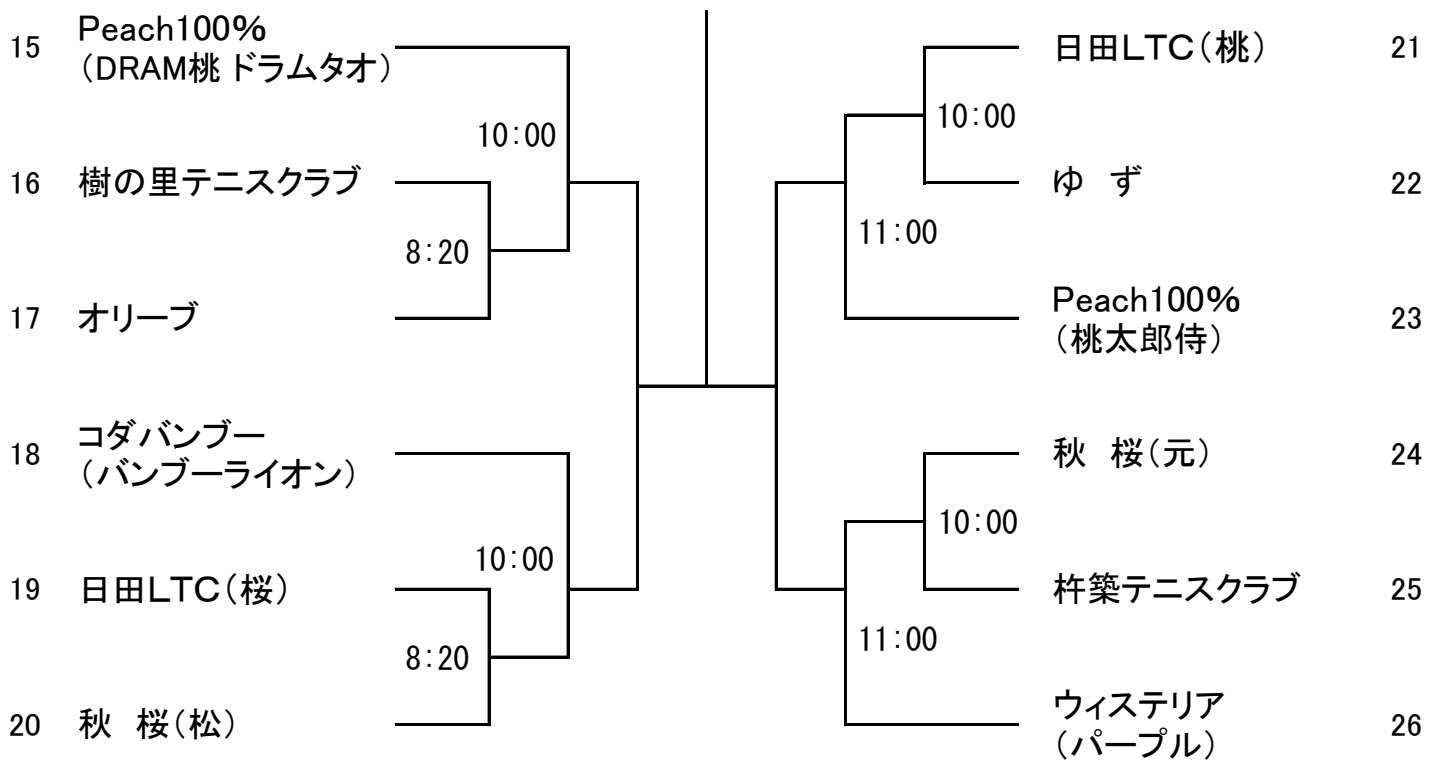 15 Peach100%
(DRAM桃 ドラムタオ)
10:00
16 樹の里テニスクラブ
8:20
17 オリーブ
18 コダバンブー
(バンブーライオン)
10:00
19 日田LTC(桜)
8:20
20 秋 桜(松)
日田LTC(桃) 21
10:00
ゆ ず 22
11:00
Peach100%
(桃太郎侍) 23
秋 桜(元) 24
10:00
杵築テニスクラブ 25
11:00
ウィステリア
(パープル) 26